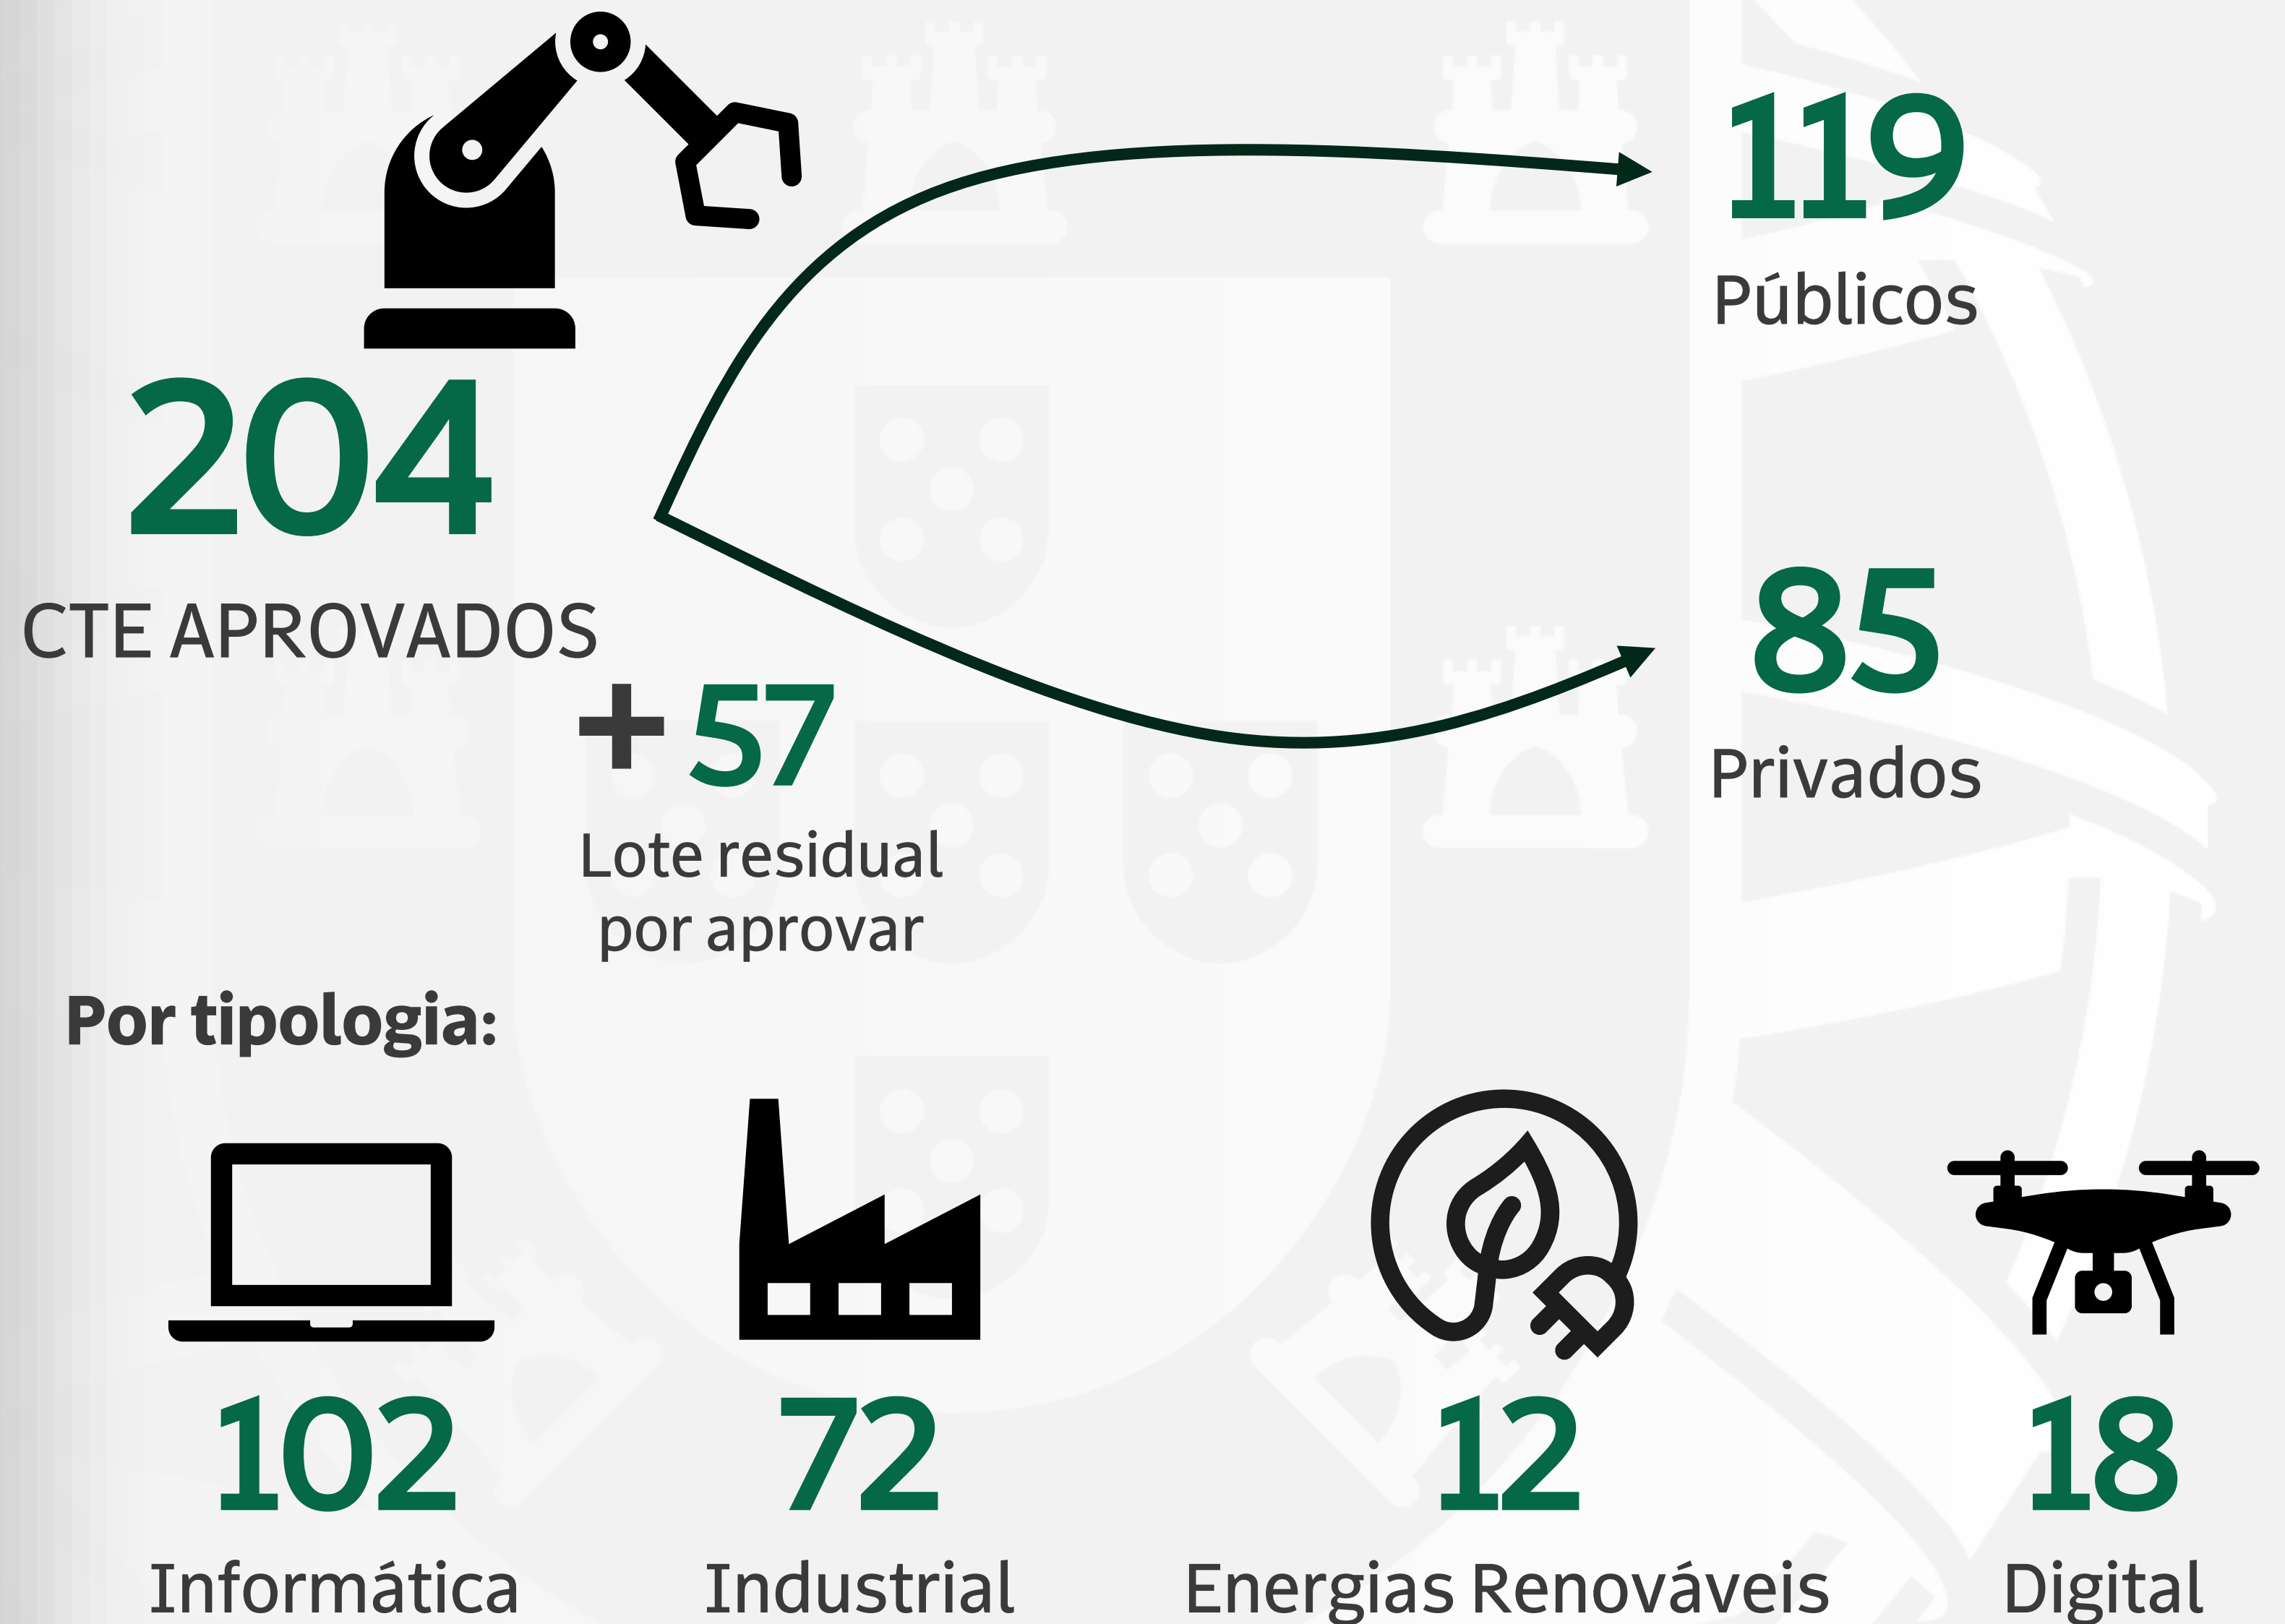 204
CTE APROVADOS
+ 57
Lote residual
por aprovar
119
Públicos
85
Privados
Por tipologia:
102
Informática
72
Industrial
12
Energias Renováveis
18
Digital